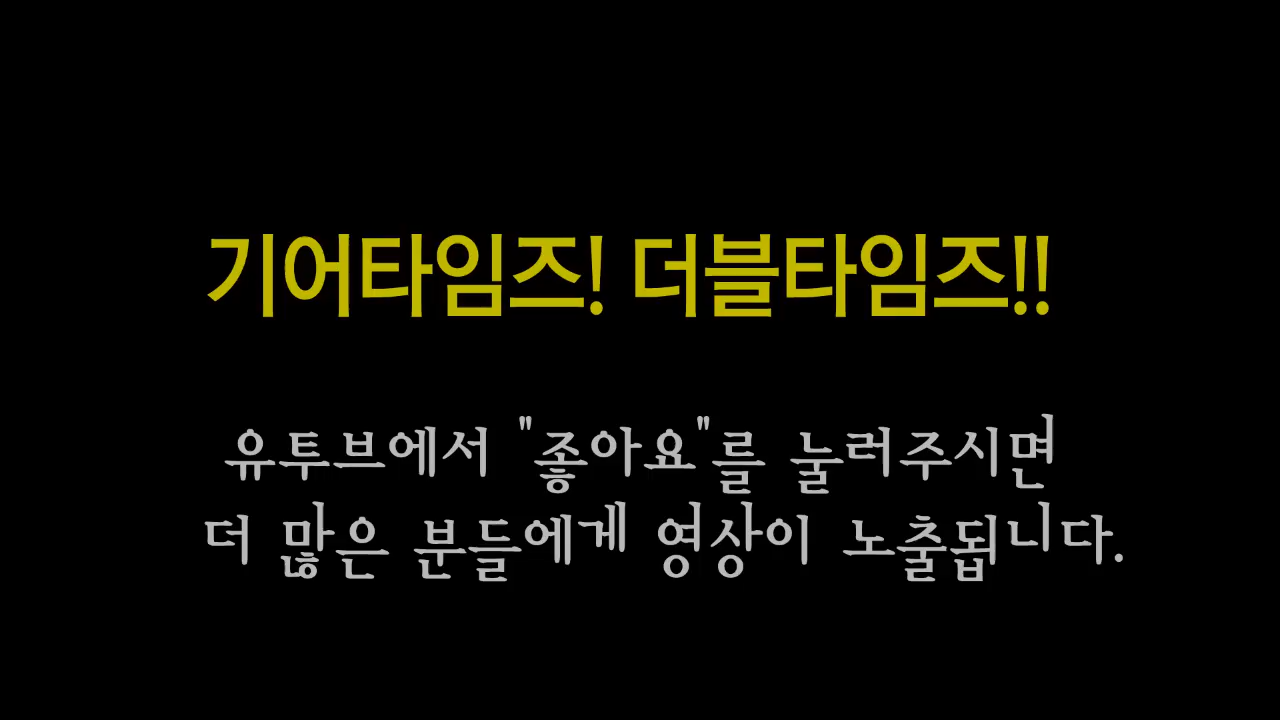 기어타임즈! 더블타임즈!!
유투브에서 "좋아요"를 눌러주시면
더 많은 분들에게 영상이 노출됩니다.